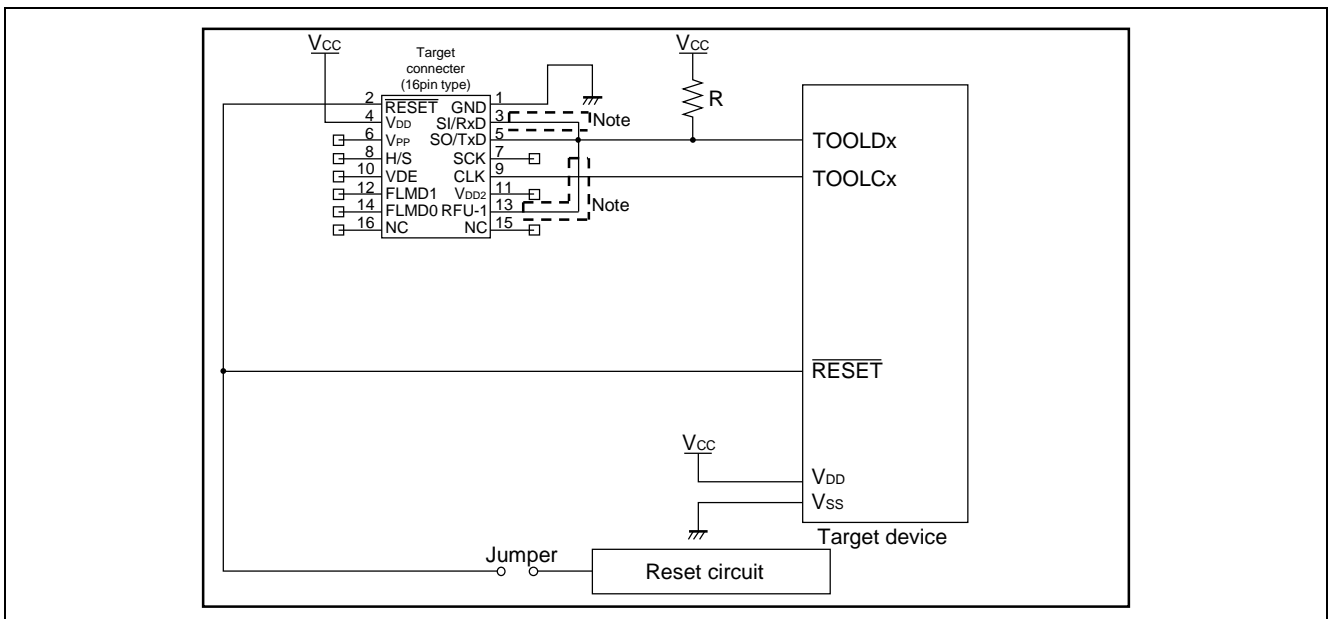 VCC
Target
connecter
(16pin type)
VCC
R
2 RESET GND 1
4 VDD SI/RxD 3 Note
6 VPP SO/TxD 5 TOOLDx
8 H/S SCK 7
10 VDE CLK 9 TOOLCx
12 FLMD1 VDD2 11
14 FLMD0 RFU-1 13 Note
16 NC NC 15
RESET
VCC
VDD
VSS
Target device
Jumper
Reset circuit